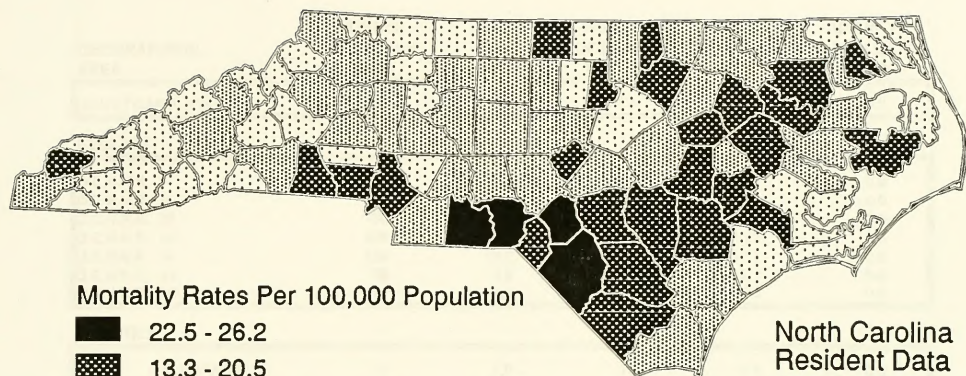 Mortality Rates Per 100,000 Population
22.5 - 26.2
13.3 - 20.5
North Carolina
Resident Data